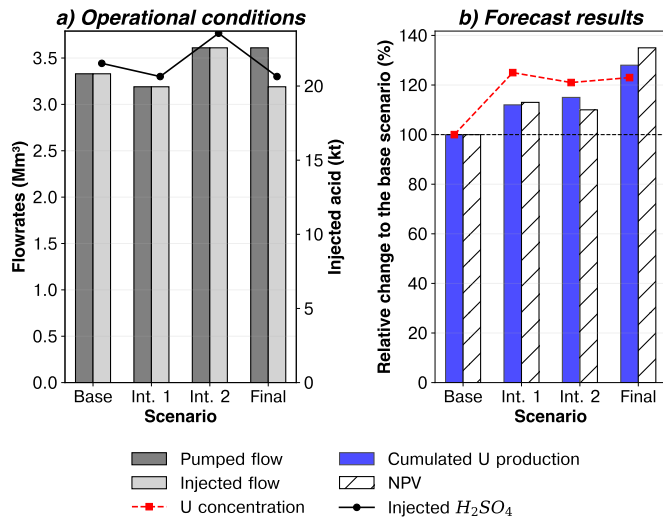 a) Operational conditions
b) Forecast results
Flowrates (Mm³)
3.5
3.0
2.5
2.0
1.5
1.0
0.5
0.0
20
15
10
5
0
Injected acid (kt)
Base Int. 1 Int. 2 Final
Scenario
Relative change to the base scenario (%)
140
120
100
80
60
40
20
0
Base Int. 1 Int. 2 Final
Scenario
Pumped flow
Injected flow
U concentration
Cumulated U production
NPV
Injected H₂SO₄